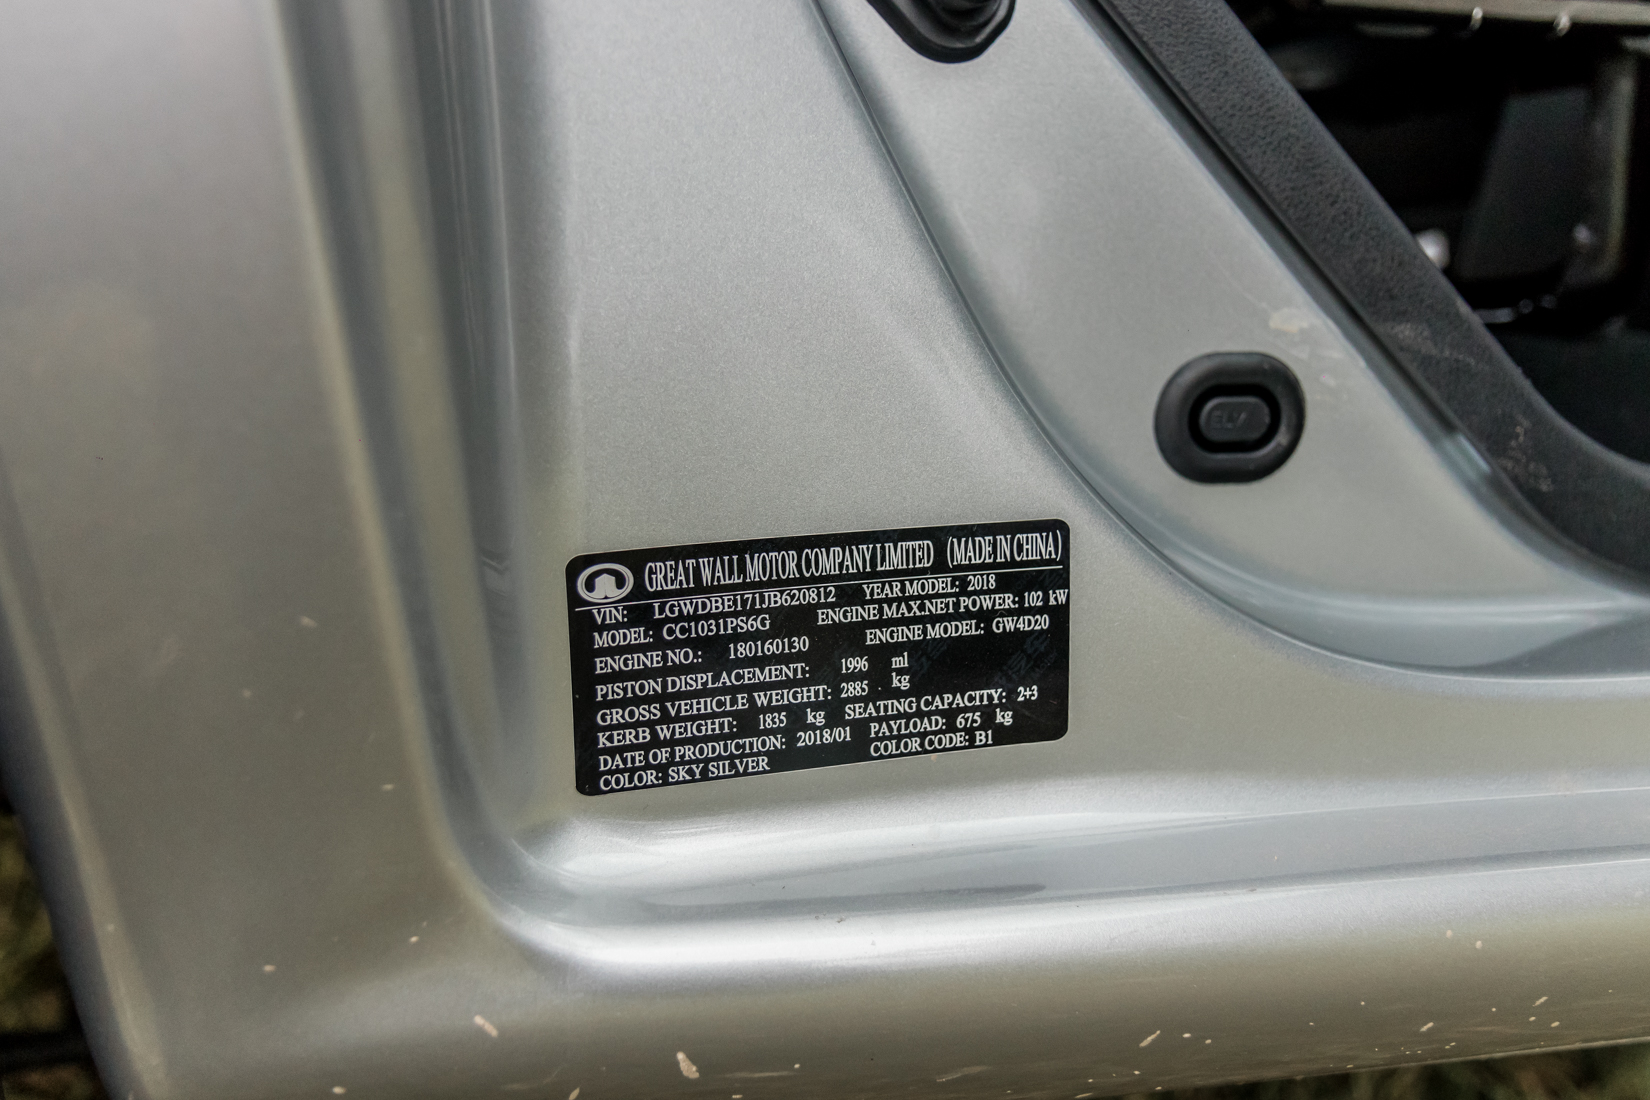 GREAT WALL MOTOR COMPANY LIMITED (MADE IN CHINA)
VIN: LGWDBE171JB620812 YEAR MODEL: 2018
MODEL: CC1031PS6G ENGINE MAX.NET POWER: 102 kW
ENGINE NO.: 180160130 ENGINE MODEL: GW4D20
PISTON DISPLACEMENT: 1996 ml
GROSS VEHICLE WEIGHT: 2885 kg
KERB WEIGHT: 1835 kg SEATING CAPACITY: 2+3
DATE OF PRODUCTION: 2018/01 PAYLOAD: 675 kg
COLOR: SKY SILVER COLOR CODE: B1